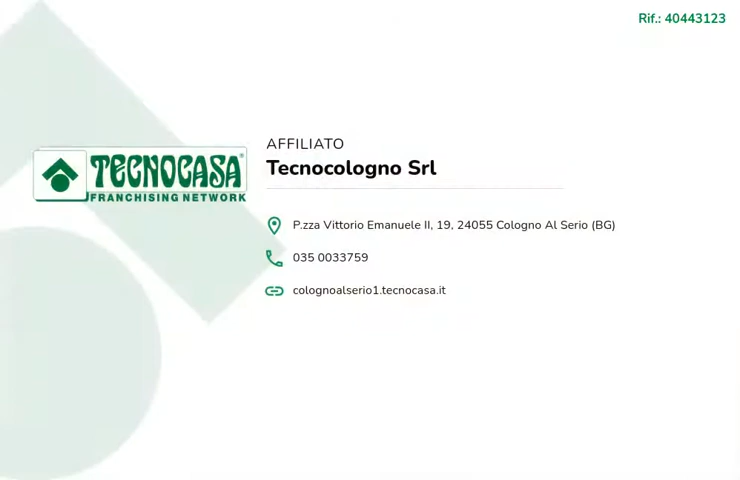 Rif.: 40443123
AFFILIATO
Tecnocologno Srl
TECNOCASA®
FRANCHISING NETWORK
P.zza Vittorio Emanuele II, 19, 24055 Cologno Al Serio (BG)
035 0033759
colognoalserio1.tecnocasa.it